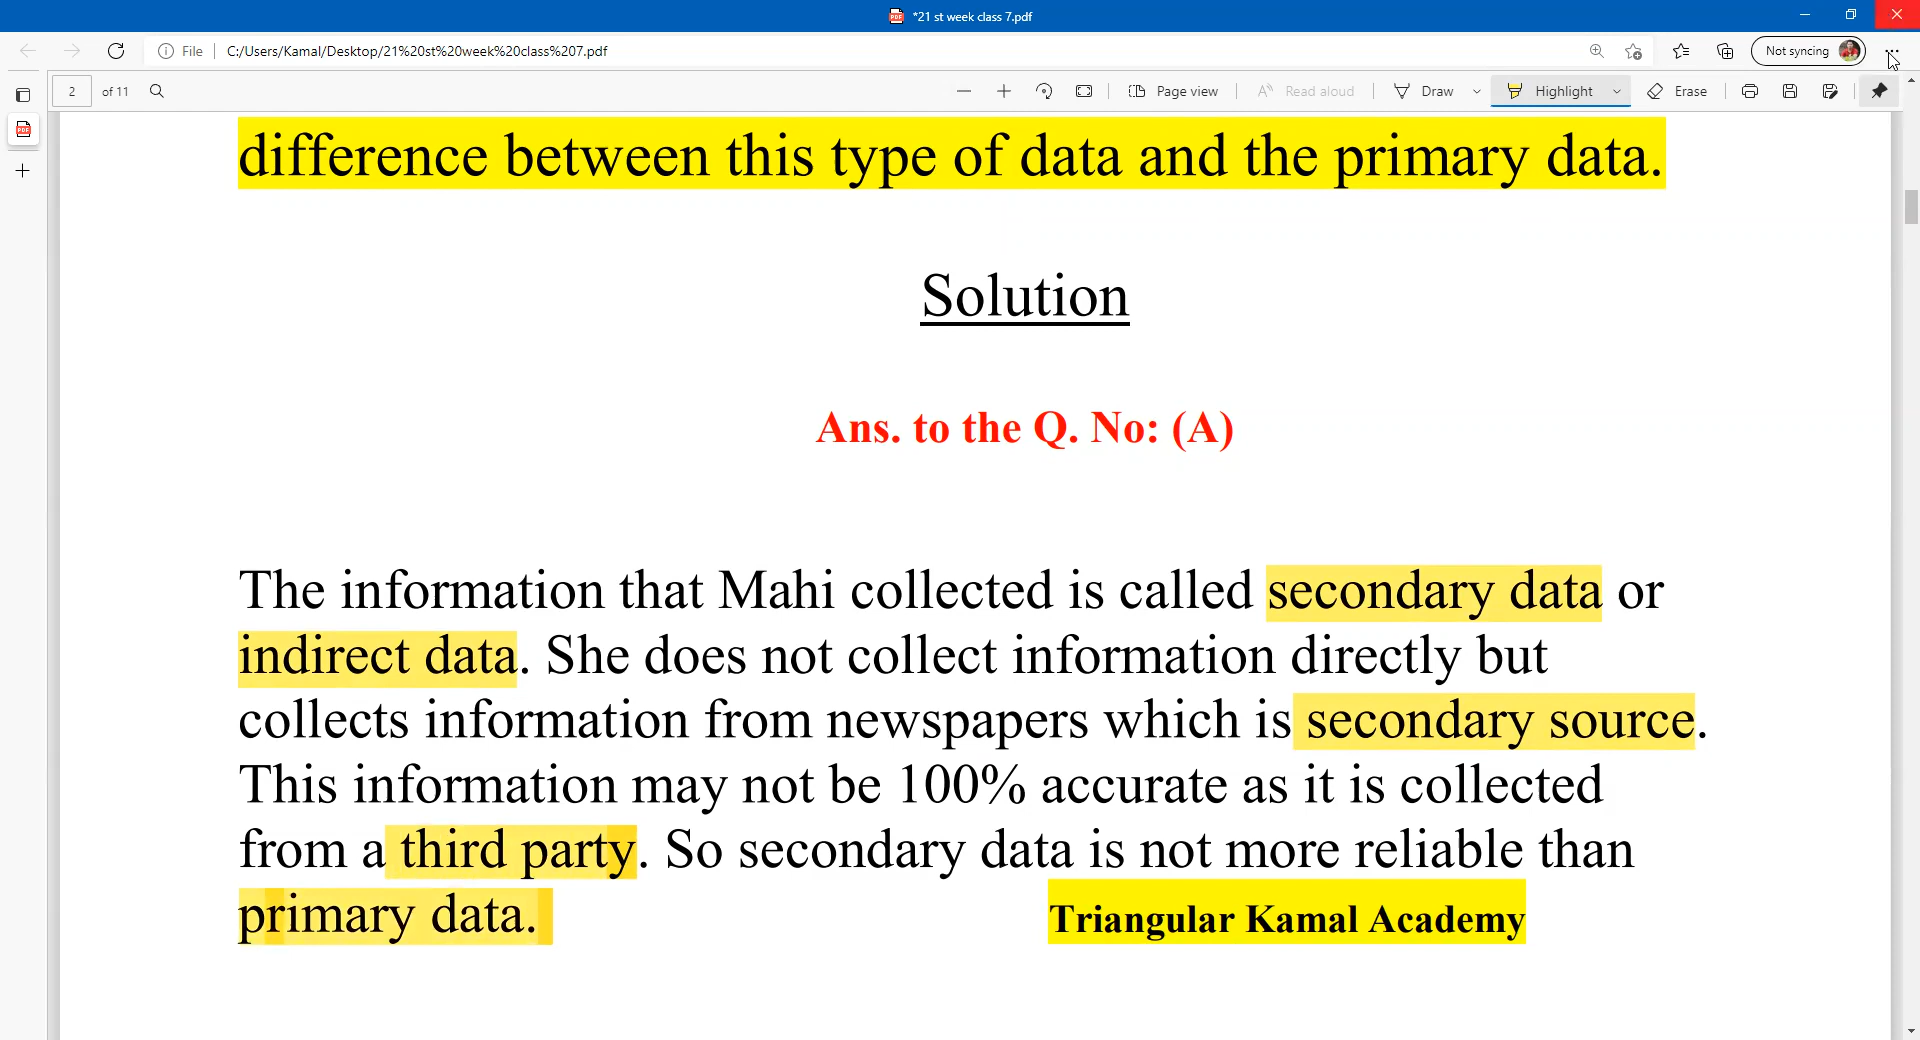 *21 st week class 7.pdf
File
C:/Users/Kamal/Desktop/21%20st%20week%20class%207.pdf
Not syncing
2 of 11
Page view
Read aloud
Draw
Highlight
Erase
difference between this type of data and the primary data.
Solution
Ans. to the Q. No: (A)
The information that Mahi collected is called secondary data or
indirect data. She does not collect information directly but
collects information from newspapers which is secondary source.
This information may not be 100% accurate as it is collected
from a third party. So secondary data is not more reliable than
primary data.
Triangular Kamal Academy